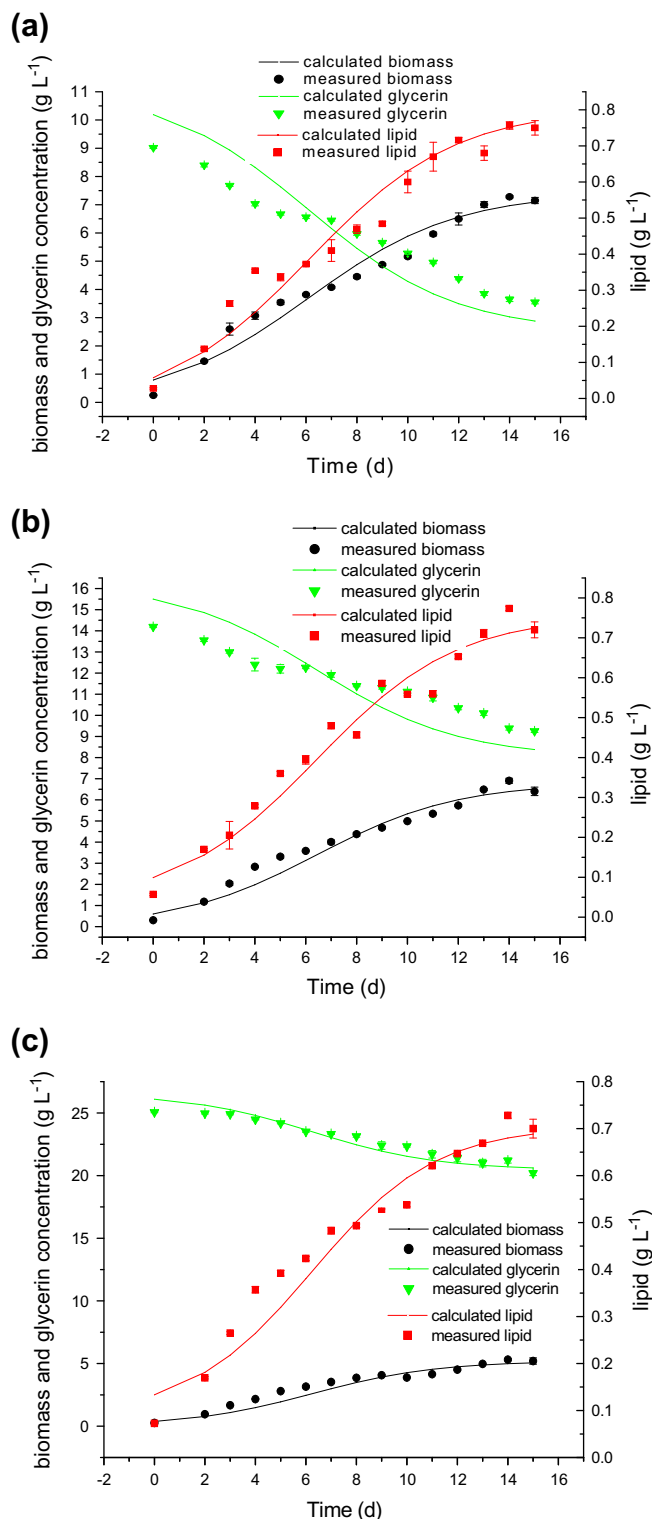 (a)
calculated biomass
measured biomass
calculated glycerin
measured glycerin
calculated lipid
measured lipid
biomass and glycerin concentration (g L-1)
11
10
9
8
7
6
5
4
3
2
1
0
0.8
0.7
0.6
0.5
0.4
0.3
0.2
0.1
0.0
lipid (g L-1)
-2 0 2 4 6 8 10 12 14 16
Time (d)
(b)
calculated biomass
measured biomass
calculated glycerin
measured glycerin
calculated lipid
measured lipid
biomass and glycerin concentration (g L-1)
16
15
14
13
12
11
10
9
8
7
6
5
4
3
2
1
0
0.8
0.7
0.6
0.5
0.4
0.3
0.2
0.1
0.0
lipid (g L-1)
-2 0 2 4 6 8 10 12 14 16
Time (d)
(c)
biomass and glycerin concentration (g L-1)
25
20
15
10
5
0
0.8
0.7
0.6
0.5
0.4
0.3
0.2
0.1
0.0
lipid (g L-1)
calculated biomass
measured biomass
calculated glycerin
measured glycerin
calculated lipid
measured lipid
-2 0 2 4 6 8 10 12 14 16
Time (d)